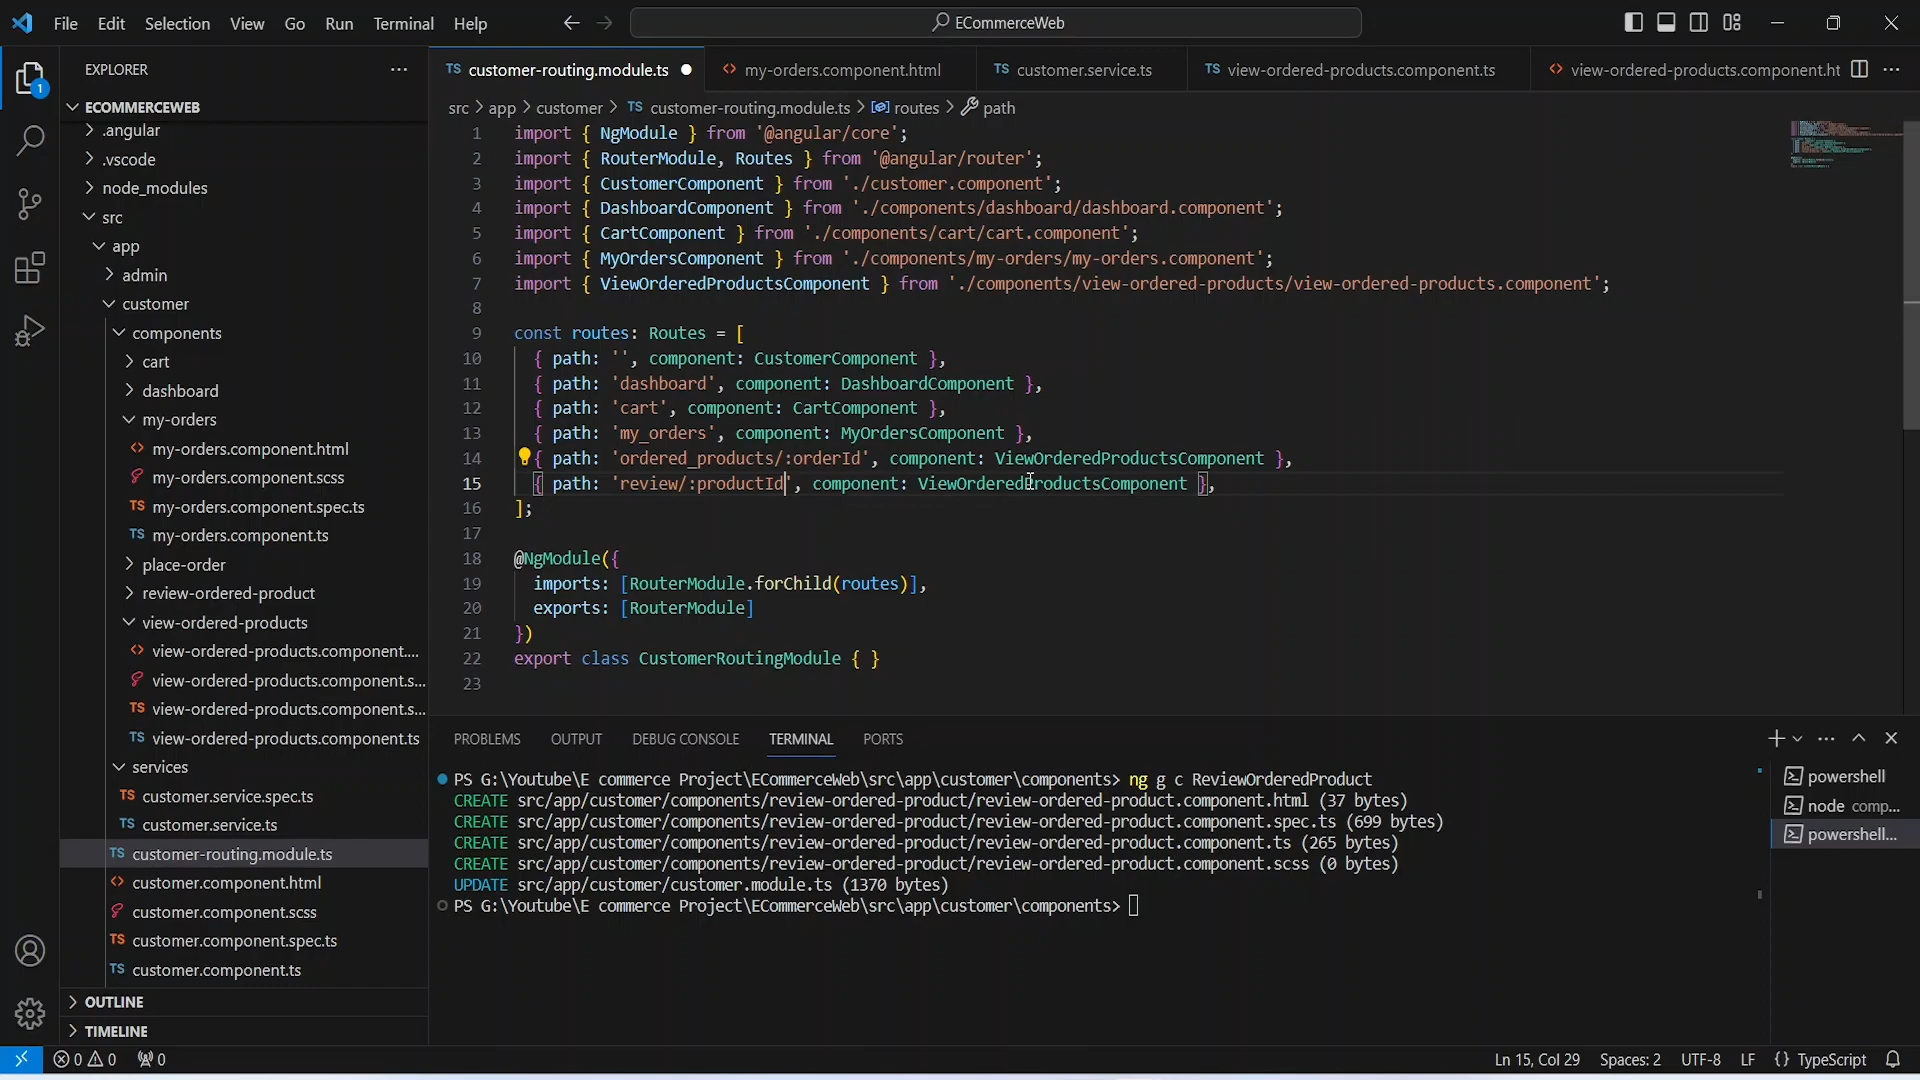 File Edit Selection View Go Run Terminal Help
ECommerceWeb
EXPLORER
1
ECOMMERCEWEB
.angular
.vscode
node_modules
src
app
admin
customer
components
cart
dashboard
my-orders
my-orders.component.html
my-orders.component.scss
TS my-orders.component.spec.ts
TS my-orders.component.ts
place-order
review-ordered-product
view-ordered-products
view-ordered-products.component....
view-ordered-products.component.s...
TS view-ordered-products.component.s...
TS view-ordered-products.component.ts
services
TS customer.service.spec.ts
TS customer.service.ts
TS customer-routing.module.ts
customer.component.html
customer.component.scss
TS customer.component.spec.ts
TS customer.component.ts
OUTLINE
TIMELINE
TS customer-routing.module.ts
<> my-orders.component.html
TS customer.service.ts
TS view-ordered-products.component.ts
<> view-ordered-products.component.ht
src > app > customer > TS customer-routing.module.ts > routes > path
1 import { NgModule } from '@angular/core';
2 import { RouterModule, Routes } from '@angular/router';
3 import { CustomerComponent } from './customer.component';
4 import { DashboardComponent } from './components/dashboard/dashboard.component';
5 import { CartComponent } from './components/cart/cart.component';
6 import { MyOrdersComponent } from './components/my-orders/my-orders.component';
7 import { ViewOrderedProductsComponent } from './components/view-ordered-products/view-ordered-products.component';
8
9 const routes: Routes = [
10 { path: '', component: CustomerComponent },
11 { path: 'dashboard', component: DashboardComponent },
12 { path: 'cart', component: CartComponent },
13 { path: 'my_orders', component: MyOrdersComponent },
14 { path: 'ordered_products/:orderId', component: ViewOrderedProductsComponent },
15 { path: 'review/:productId', component: ViewOrderedProductsComponent },
16 ];
17
18 @NgModule({
19 imports: [RouterModule.forChild(routes)],
20 exports: [RouterModule]
21 })
22 export class CustomerRoutingModule { }
23
PROBLEMS OUTPUT DEBUG CONSOLE TERMINAL PORTS
PS G:\Youtube\E commerce Project\ECommerceWeb\src\app\customer\components> ng g c ReviewOrderedProduct
CREATE src/app/customer/components/review-ordered-product/review-ordered-product.component.html (37 bytes)
CREATE src/app/customer/components/review-ordered-product/review-ordered-product.component.spec.ts (699 bytes)
CREATE src/app/customer/components/review-ordered-product/review-ordered-product.component.ts (265 bytes)
CREATE src/app/customer/components/review-ordered-product/review-ordered-product.component.scss (0 bytes)
UPDATE src/app/customer/customer.module.ts (1370 bytes)
PS G:\Youtube\E commerce Project\ECommerceWeb\src\app\customer\components>
powershell
node comp...
powershell...
0 0 0
Ln 15, Col 29 Spaces: 2 UTF-8 LF {} TypeScript